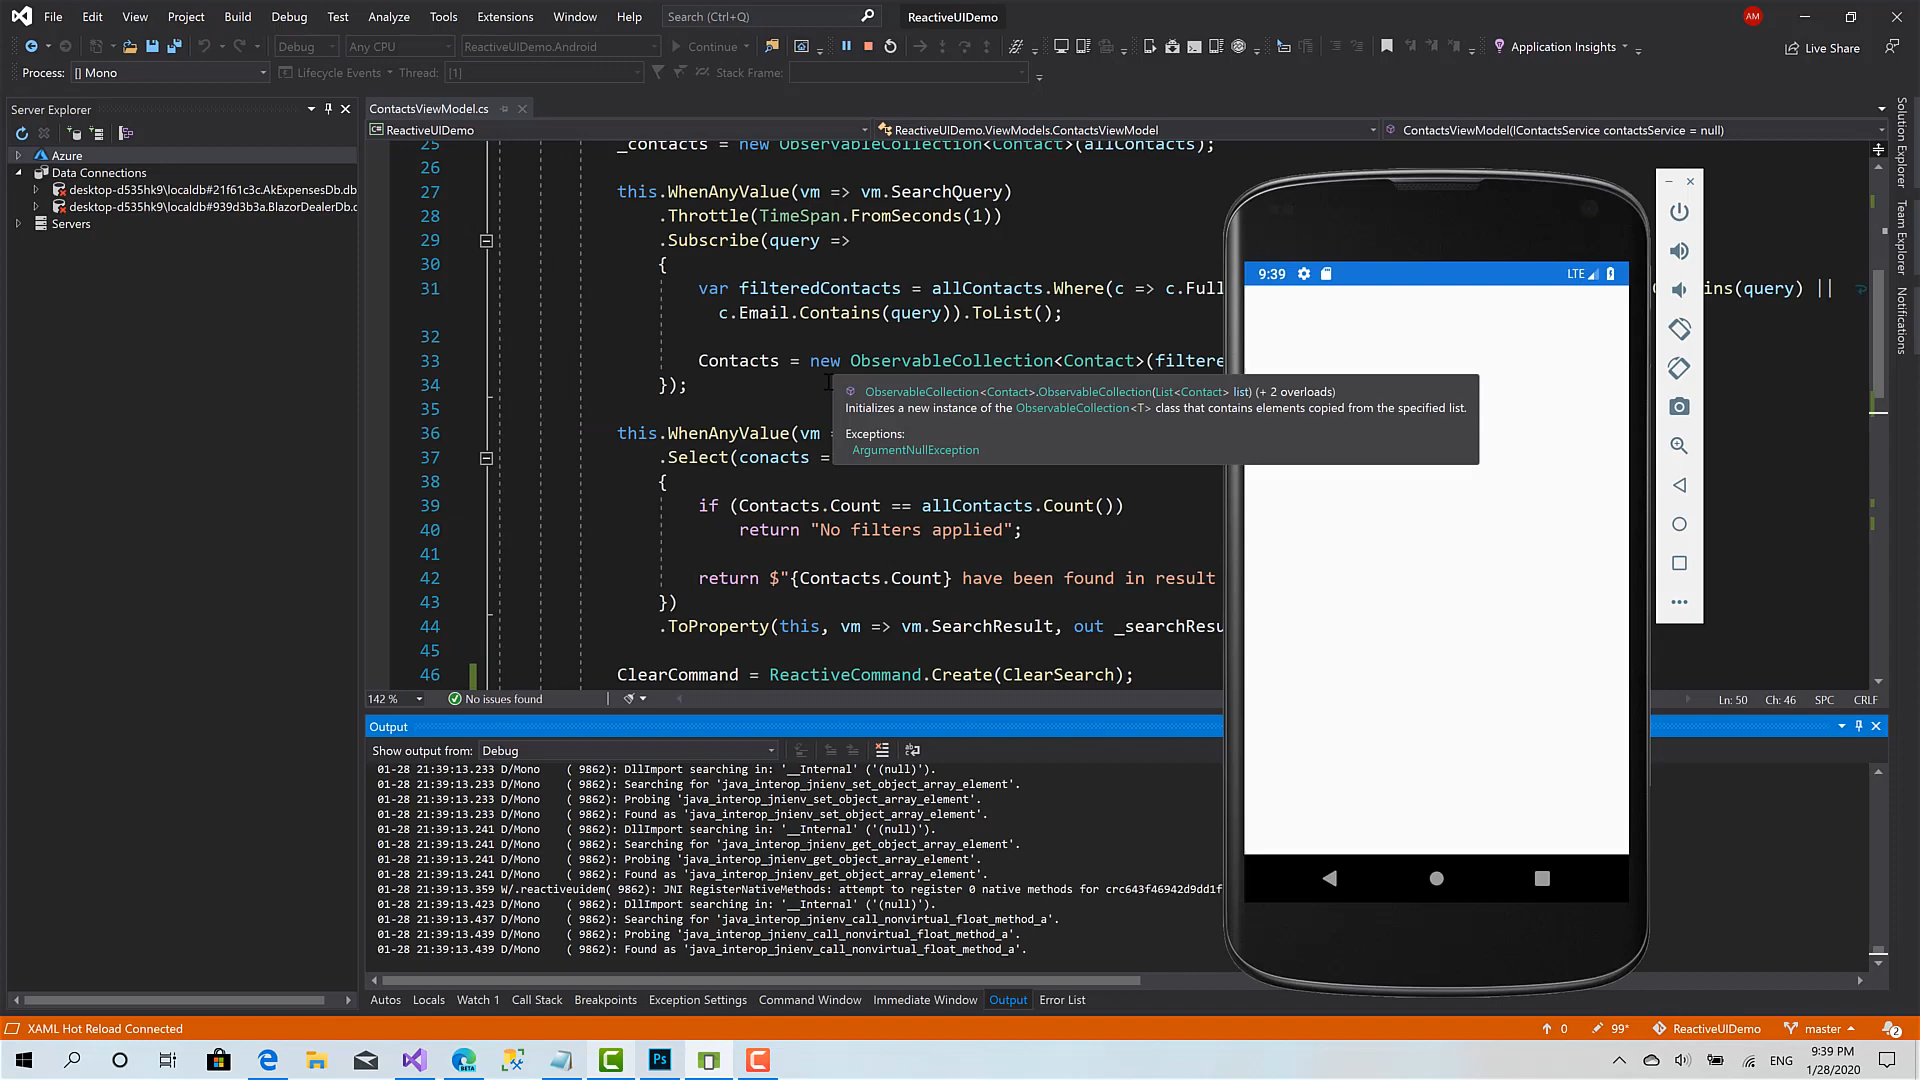 File Edit View Project Build Debug Test Analyze Tools Extensions Window Help Search (Ctrl+Q) ReactiveUIDemo AM
Debug Any CPU ReactiveUIDemo.Android Continue Application Insights Live Share
Process: [] Mono Lifecycle Events Thread: [1] Stack Frame:
Server Explorer
Azure
Data Connections
desktop-d535hk9\localdb#21f61c3c.AkExpensesDb.db
desktop-d535hk9\localdb#939d3b3a.BlazorDealerDb.d
Servers
ContactsViewModel.cs
ReactiveUIDemo ReactiveUIDemo.ViewModels.ContactsViewModel ContactsViewModel(IContactsService contactsService = null)
25 _contacts = new ObservableCollection<Contact>(allContacts);
26
27 this.WhenAnyValue(vm => vm.SearchQuery)
28 .Throttle(TimeSpan.FromSeconds(1))
29 .Subscribe(query =>
30 {
31 var filteredContacts = allContacts.Where(c => c.Full ins(query) ||
c.Email.Contains(query)).ToList();
32
33 Contacts = new ObservableCollection<Contact>(filtere
34 });
35
36 this.WhenAnyValue(vm =
37 .Select(conacts =
38 {
39 if (Contacts.Count == allContacts.Count())
40 return "No filters applied";
41
42 return $"{Contacts.Count} have been found in result
43 })
44 .ToProperty(this, vm => vm.SearchResult, out _searchResu
45
46 ClearCommand = ReactiveCommand.Create(ClearSearch);
ObservableCollection<Contact>.ObservableCollection(List<Contact> list) (+ 2 overloads)
Initializes a new instance of the ObservableCollection<T> class that contains elements copied from the specified list.
Exceptions:
ArgumentNullException
9:39 LTE
142 % No issues found Ln: 50 Ch: 46 SPC CRLF
Output
Show output from: Debug
01-28 21:39:13.233 D/Mono ( 9862): DllImport searching in: '__Internal' ('(null)').
01-28 21:39:13.233 D/Mono ( 9862): Searching for 'java_interop_jnienv_set_object_array_element'.
01-28 21:39:13.233 D/Mono ( 9862): Probing 'java_interop_jnienv_set_object_array_element'.
01-28 21:39:13.233 D/Mono ( 9862): Found as 'java_interop_jnienv_set_object_array_element'.
01-28 21:39:13.241 D/Mono ( 9862): DllImport searching in: '__Internal' ('(null)').
01-28 21:39:13.241 D/Mono ( 9862): Searching for 'java_interop_jnienv_get_object_array_element'.
01-28 21:39:13.241 D/Mono ( 9862): Probing 'java_interop_jnienv_get_object_array_element'.
01-28 21:39:13.241 D/Mono ( 9862): Found as 'java_interop_jnienv_get_object_array_element'.
01-28 21:39:13.359 W/.reactiveuidem( 9862): JNI RegisterNativeMethods: attempt to register 0 native methods for crc643f46942d9dd1f
01-28 21:39:13.423 D/Mono ( 9862): DllImport searching in: '__Internal' ('(null)').
01-28 21:39:13.437 D/Mono ( 9862): Searching for 'java_interop_jnienv_call_nonvirtual_float_method_a'.
01-28 21:39:13.439 D/Mono ( 9862): Probing 'java_interop_jnienv_call_nonvirtual_float_method_a'.
01-28 21:39:13.439 D/Mono ( 9862): Found as 'java_interop_jnienv_call_nonvirtual_float_method_a'.
Autos Locals Watch 1 Call Stack Breakpoints Exception Settings Command Window Immediate Window Output Error List
Solution Explorer
Team Explorer
Notifications
XAML Hot Reload Connected 0 99* ReactiveUIDemo master 2
BETA Ps ENG 9:39 PM
1/28/2020